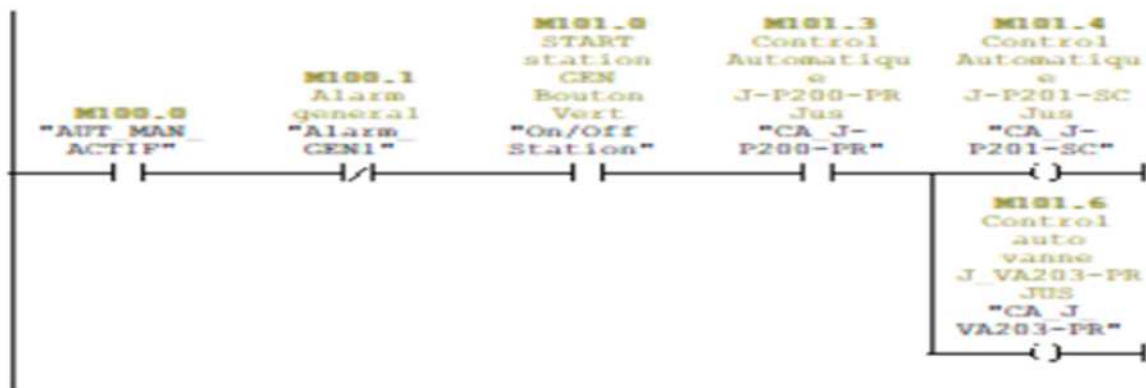 M100.0
"AUT_MAN_
ACTIF"
M100.1
Alarm
general
"Alarm_
GEN1"
M101.0
START
station
GEN
Bouton
Vert
"On/Off
Station"
M101.3
Control
Automatiqu
e
J-P200-PR
Jus
"CA_J-
P200-PR"
M101.4
Control
Automatiqu
e
J-P201-SC
Jus
"CA_J-
P201-SC"
M101.6
Control
auto
vanne
J_VA203-PR
JUS
"CA_J_
VA203-PR"